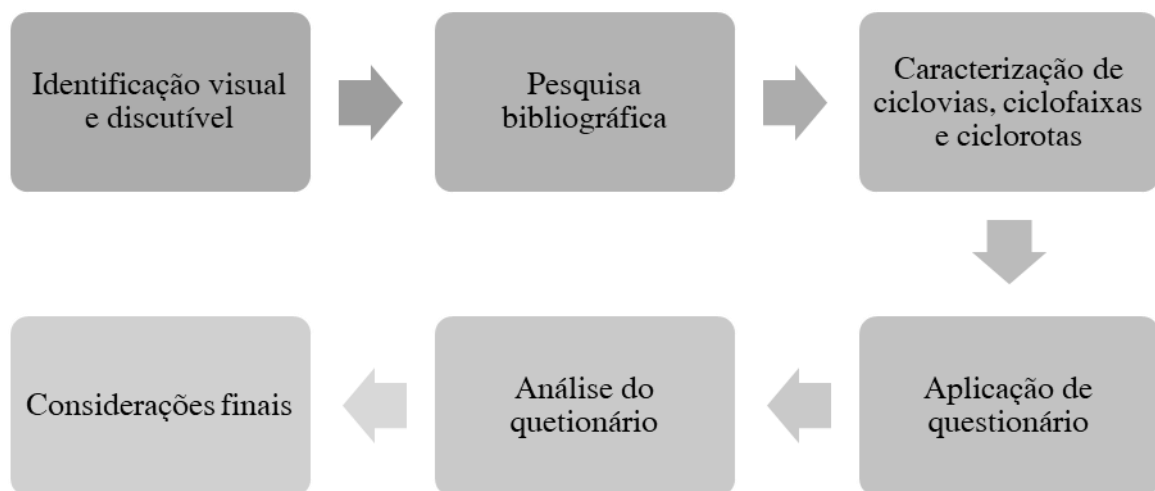 Identificação visual
e discutível
Pesquisa
bibliográfica
Caracterização de
ciclovias, ciclofaixas
e ciclorotas
Aplicação de
questionário
Análise do
quetionário
Considerações finais